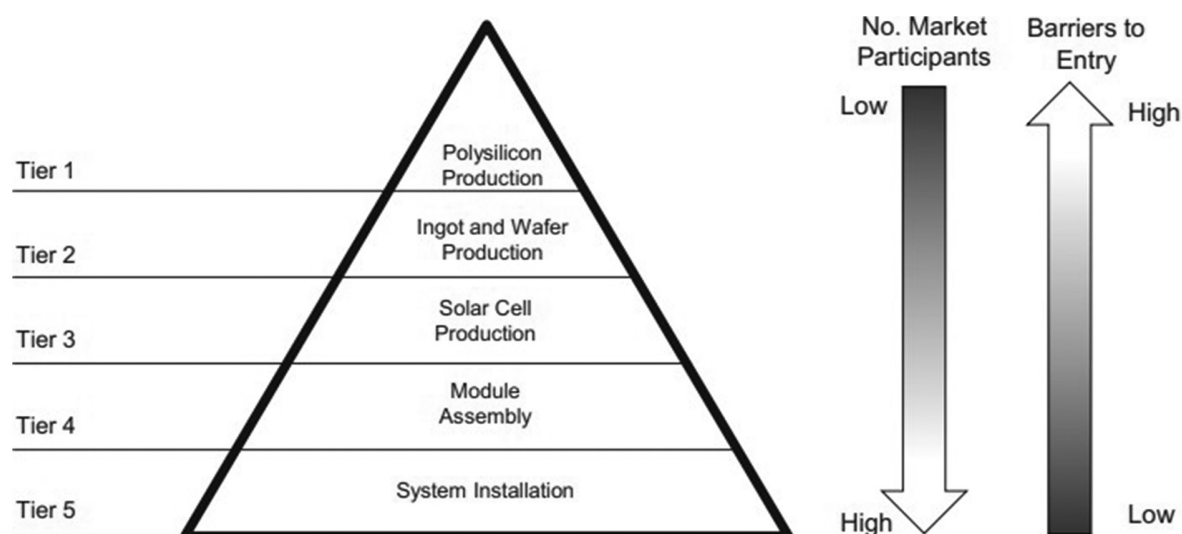 No. Market
Participants
Barriers to
Entry
Low
High
Tier 1
Polysilicon
Production
Tier 2
Ingot and Wafer
Production
Tier 3
Solar Cell
Production
Tier 4
Module
Assembly
Tier 5
System Installation
High
Low